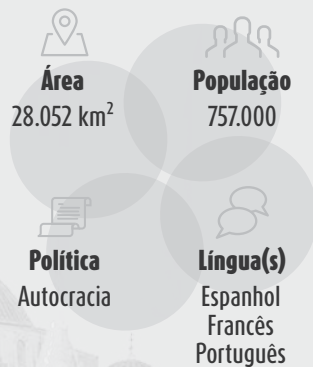 Área
28.052 km²
População
757.000
Política
Autocracia
Língua(s)
Espanhol
Francês
Português